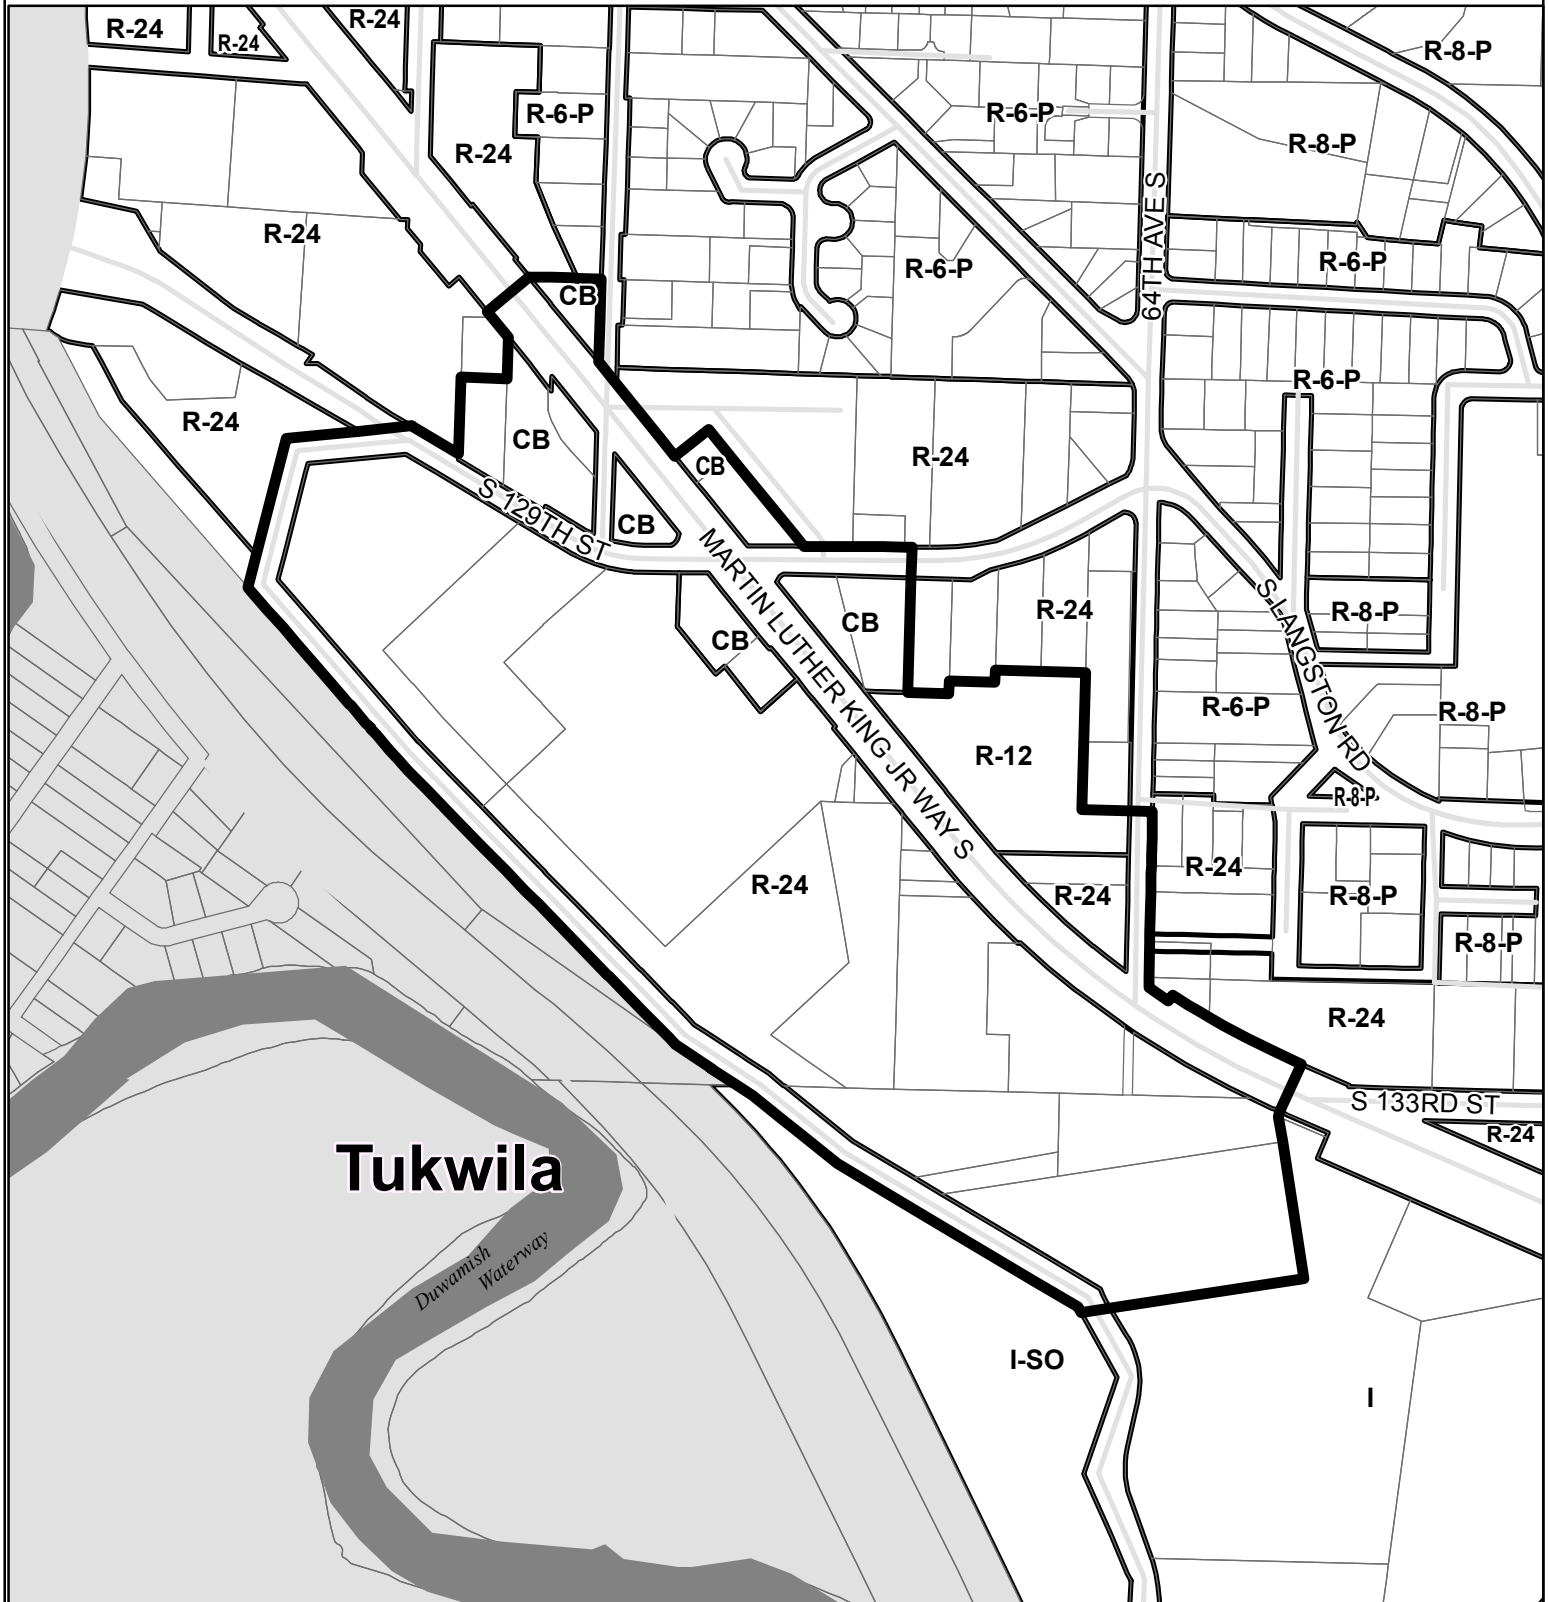 R-24
R-24
R-24
R-8-P
R-6-P
R-6-P
R-24
R-8-P
R-24
R-6-P
R-6-P
CB
64TH AVE S
R-6-P
R-24
CB
R-24
CB
S 129TH ST
CB
MARTIN LUTHER KING JR WAY S
CB
CB
R-24
R-8-P
S LANGSTON RD
R-6-P
R-8-P
R-12
R-8-P
R-24
R-24
R-24
R-8-P
R-8-P
R-24
S 133RD ST
R-24
Tukwila
Duwamish
Waterway
I-SO
I